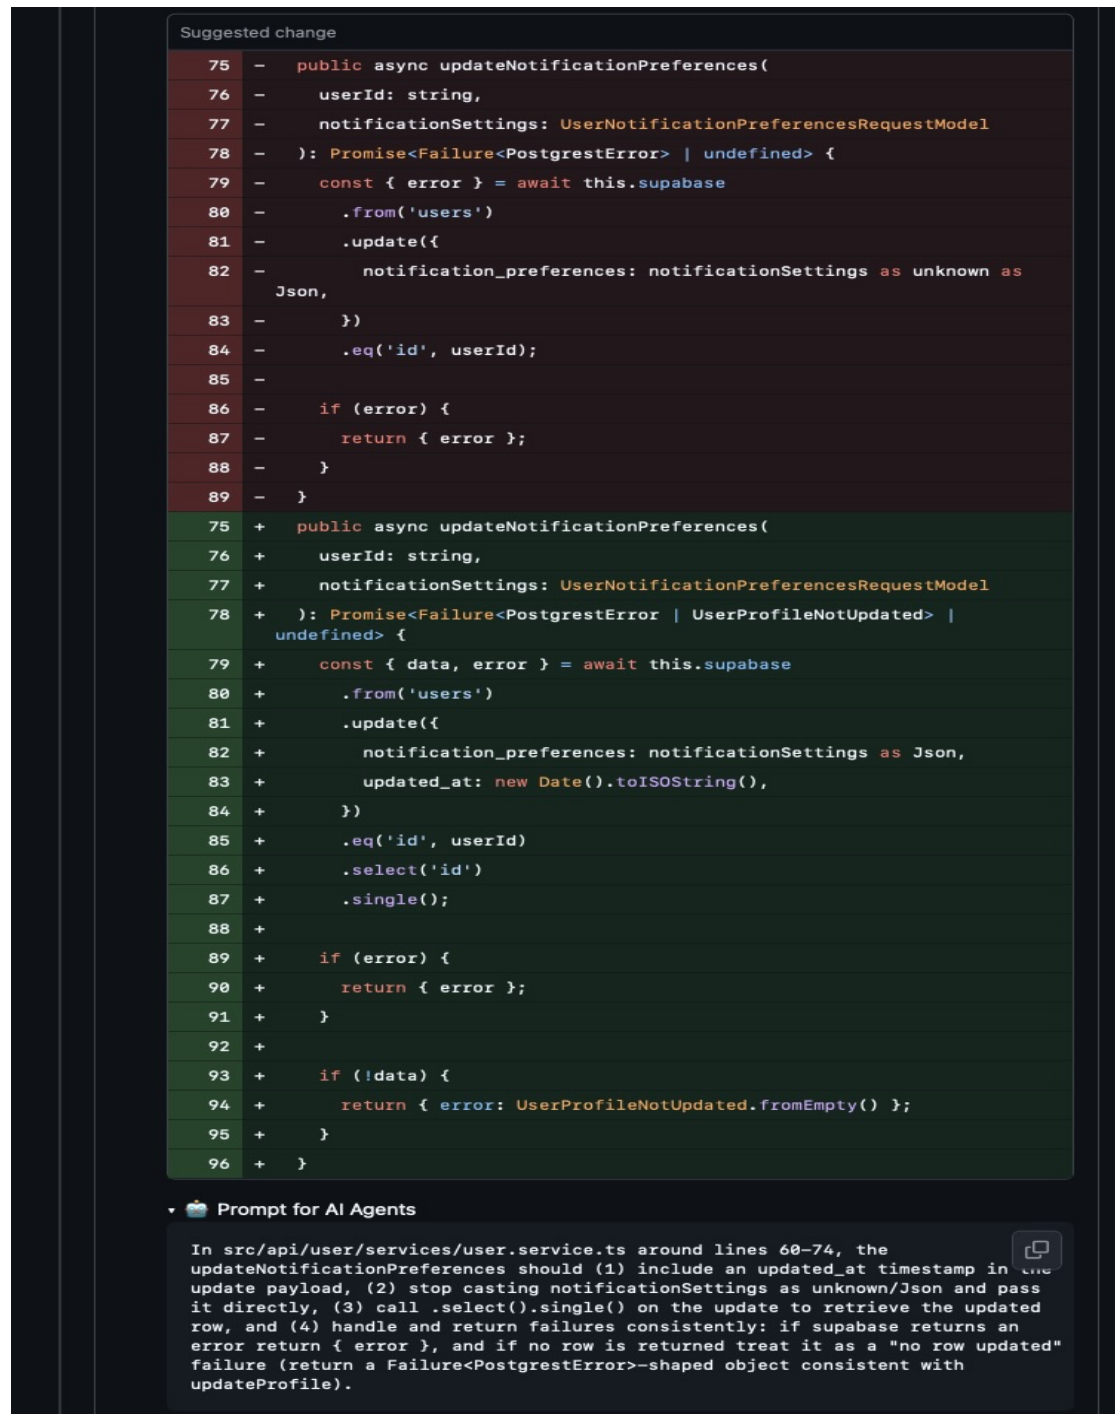 Suggested change
75 - public async updateNotificationPreferences(
76 - userId: string,
77 - notificationSettings: UserNotificationPreferencesRequestModel
78 - ): Promise<Failure<PostgrestError> | undefined> {
79 - const { error } = await this.supabase
80 - .from('users')
81 - .update({
82 - notification_preferences: notificationSettings as unknown as
Json,
83 - })
84 - .eq('id', userId);
85 -
86 - if (error) {
87 - return { error };
88 - }
89 - }
75 + public async updateNotificationPreferences(
76 + userId: string,
77 + notificationSettings: UserNotificationPreferencesRequestModel
78 + ): Promise<Failure<PostgrestError | UserProfileNotUpdated> |
undefined> {
79 + const { data, error } = await this.supabase
80 + .from('users')
81 + .update({
82 + notification_preferences: notificationSettings as Json,
83 + updated_at: new Date().toISOString(),
84 + })
85 + .eq('id', userId)
86 + .select('id')
87 + .single();
88 +
89 + if (error) {
90 + return { error };
91 + }
92 +
93 + if (!data) {
94 + return { error: UserProfileNotUpdated.fromEmpty() };
95 + }
96 + }
Prompt for AI Agents
In src/api/user/services/user.service.ts around lines 60–74, the
updateNotificationPreferences should (1) include an updated_at timestamp in the
update payload, (2) stop casting notificationSettings as unknown/Json and pass
it directly, (3) call .select().single() on the update to retrieve the updated
row, and (4) handle and return failures consistently: if supabase returns an
error return { error }, and if no row is returned treat it as a "no row updated"
failure (return a Failure<PostgrestError>-shaped object consistent with
updateProfile).